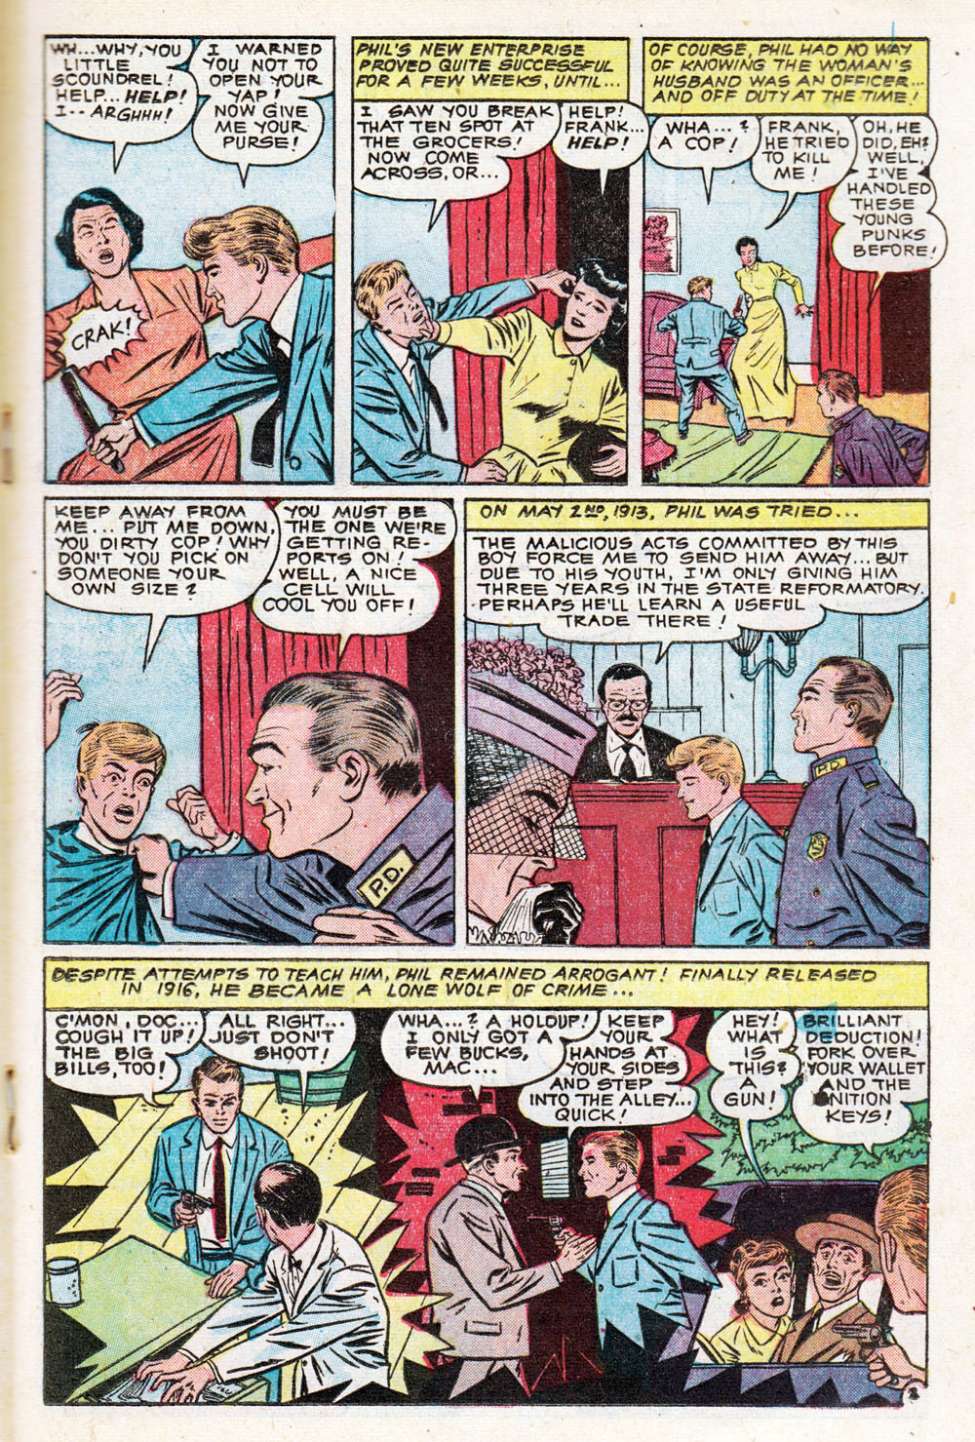 WH...WHY, YOU
LITTLE
SCOUNDREL!
HELP...HELP!
I--ARGHHH!
I WARNED
YOU NOT TO
OPEN YOUR
YAP!
NOW GIVE
ME YOUR
PURSE!
CRAK!
PHIL'S NEW ENTERPRISE
PROVED QUITE SUCCESSFUL
FOR A FEW WEEKS, UNTIL...
I SAW YOU BREAK
THAT TEN SPOT AT
THE GROCERS!
NOW COME
ACROSS, OR...
HELP!
FRANK...
HELP!
OF COURSE, PHIL HAD NO WAY
OF KNOWING THE WOMAN'S
HUSBAND WAS AN OFFICER...
AND OFF DUTY AT THE TIME!
WHA...?
A COP!
FRANK,
HE TRIED
TO KILL
ME!
OH, HE
DID, EH?
WELL,
I'VE
HANDLED
THESE
YOUNG
PUNKS
BEFORE!
KEEP AWAY FROM
ME... PUT ME DOWN,
YOU DIRTY COP! WHY
DON'T YOU PICK ON
SOMEONE YOUR
OWN SIZE?
YOU MUST BE
THE ONE WE'RE
GETTING RE-
PORTS ON!
WELL, A NICE
CELL WILL
COOL YOU OFF!
P.D.
ON MAY 2ND, 1913, PHIL WAS TRIED...
THE MALICIOUS ACTS COMMITTED BY THIS
BOY FORCE ME TO SEND HIM AWAY... BUT
DUE TO HIS YOUTH, I'M ONLY GIVING HIM
THREE YEARS IN THE STATE REFORMATORY.
PERHAPS HE'LL LEARN A USEFUL
TRADE THERE!
P.D.
DESPITE ATTEMPTS TO TEACH HIM, PHIL REMAINED ARROGANT! FINALLY RELEASED
IN 1916, HE BECAME A LONE WOLF OF CRIME...
C'MON, DOC...
COUGH IT UP!
THE BIG
BILLS, TOO!
ALL RIGHT...
JUST DON'T
SHOOT!
WHA...? A HOLDUP!
I ONLY GOT A
FEW BUCKS,
MAC...
KEEP
YOUR
HANDS AT
YOUR SIDES
AND STEP
INTO THE ALLEY...
QUICK!
HEY!
WHAT
IS
THIS?
A
GUN!
BRILLIANT
DEDUCTION!
FORK OVER
YOUR WALLET
AND THE
IGNITION
KEYS!
2